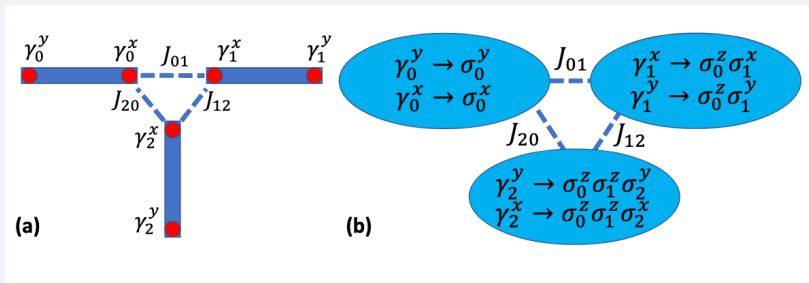 γ₀ʸ γ₀ˣ J₀₁ γ₁ˣ γ₁ʸ
J₂₀ J₁₂
γ₂ˣ
γ₂ʸ
(a)
γ₀ʸ → σ₀ʸ
γ₀ˣ → σ₀ˣ
J₀₁
γ₁ˣ → σ₀ᶻσ₁ˣ
γ₁ʸ → σ₀ᶻσ₁ʸ
J₂₀ J₁₂
γ₂ʸ → σ₀ᶻσ₁ᶻσ₂ʸ
γ₂ˣ → σ₀ᶻσ₁ᶻσ₂ˣ
(b)